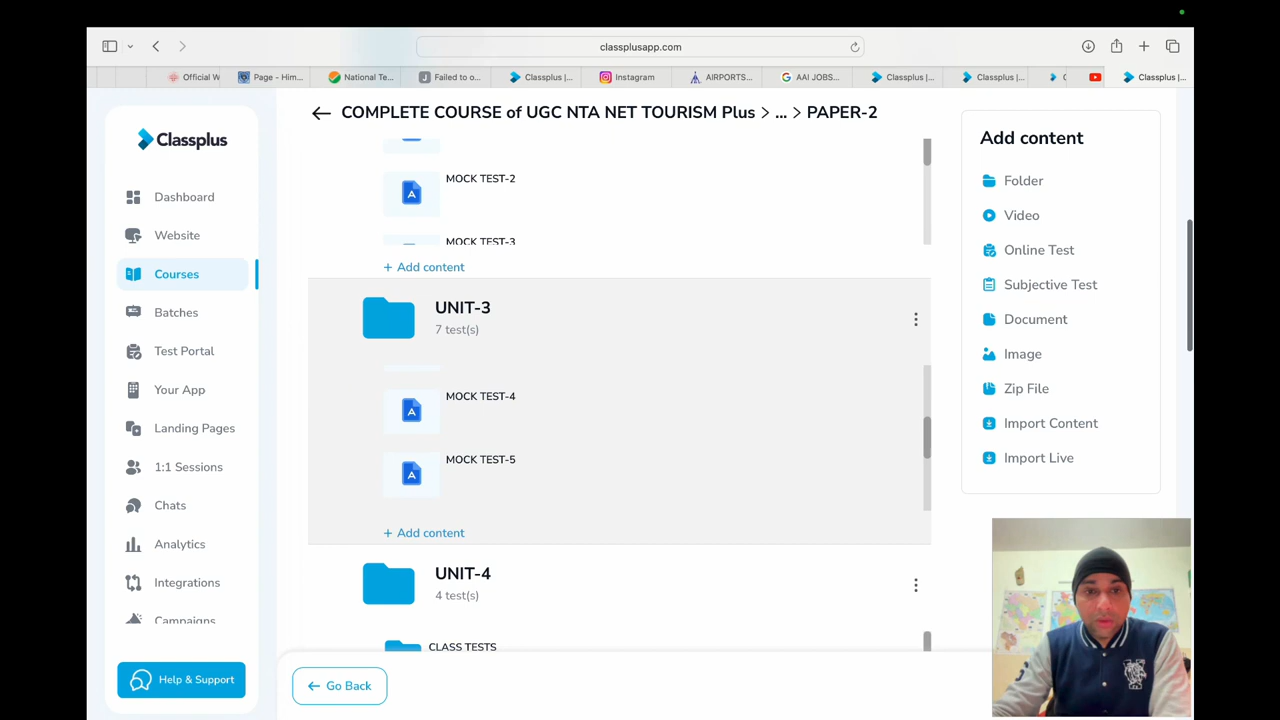 classplusapp.com
Official W
Page – Him...
National Te...
Failed to o...
Classplus |...
Instagram
AIRPORTS...
AAI JOBS...
Classplus |...
Classplus |...
Classplus |...
Classplus
Dashboard
Website
Courses
Batches
Test Portal
Your App
Landing Pages
1:1 Sessions
Chats
Analytics
Integrations
Campaigns
Help & Support
COMPLETE COURSE of UGC NTA NET TOURISM Plus > ... > PAPER-2
MOCK TEST-2
MOCK TEST-3
+ Add content
UNIT-3
7 test(s)
MOCK TEST-4
MOCK TEST-5
+ Add content
UNIT-4
4 test(s)
CLASS TESTS
Go Back
Add content
Folder
Video
Online Test
Subjective Test
Document
Image
Zip File
Import Content
Import Live